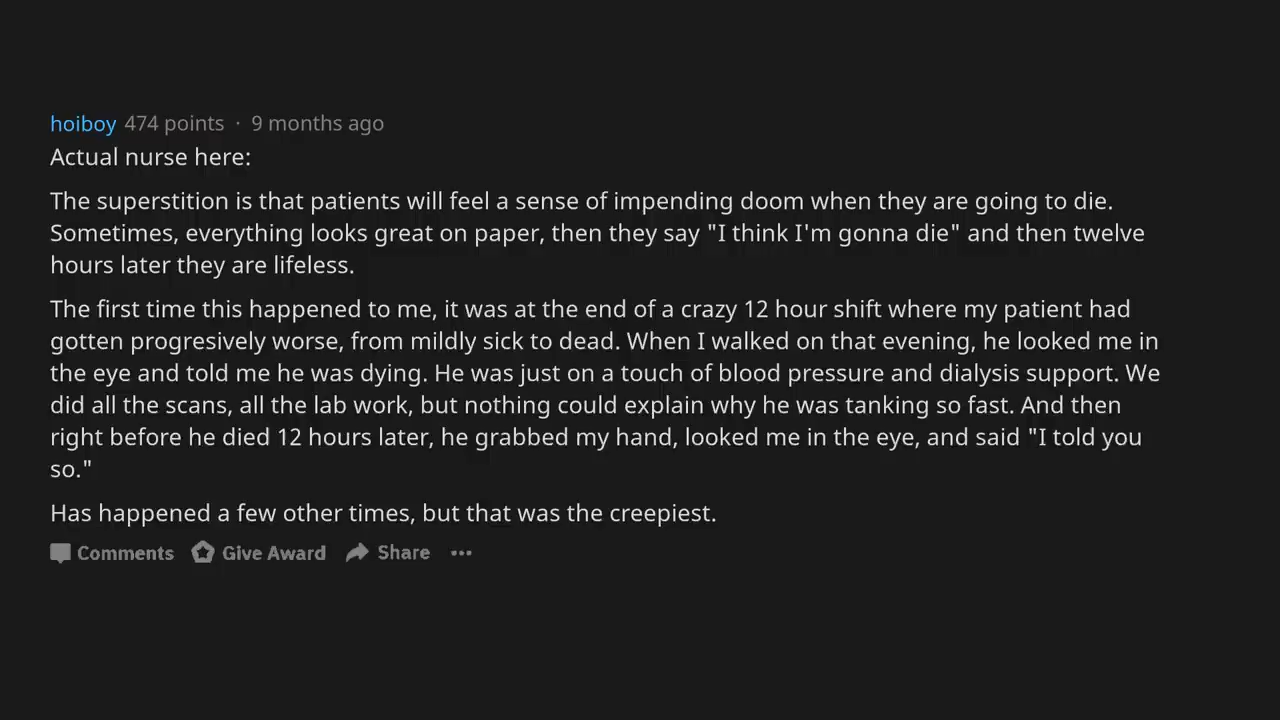 hoiboy 474 points · 9 months ago
Actual nurse here:
The superstition is that patients will feel a sense of impending doom when they are going to die.
Sometimes, everything looks great on paper, then they say "I think I'm gonna die" and then twelve
hours later they are lifeless.
The first time this happened to me, it was at the end of a crazy 12 hour shift where my patient had
gotten progresively worse, from mildly sick to dead. When I walked on that evening, he looked me in
the eye and told me he was dying. He was just on a touch of blood pressure and dialysis support. We
did all the scans, all the lab work, but nothing could explain why he was tanking so fast. And then
right before he died 12 hours later, he grabbed my hand, looked me in the eye, and said "I told you
so."
Has happened a few other times, but that was the creepiest.
Comments Give Award Share ···